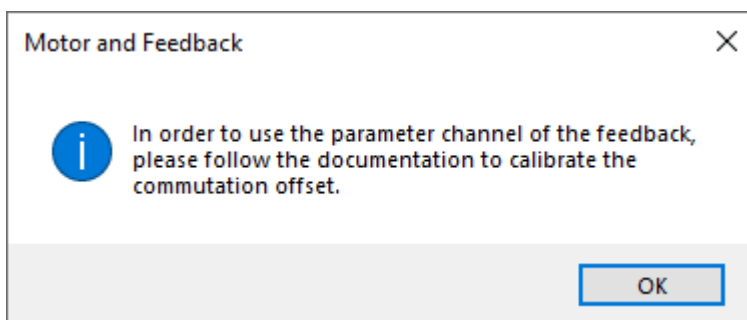 Motor and Feedback
In order to use the parameter channel of the feedback,
please follow the documentation to calibrate the
commutation offset.
OK